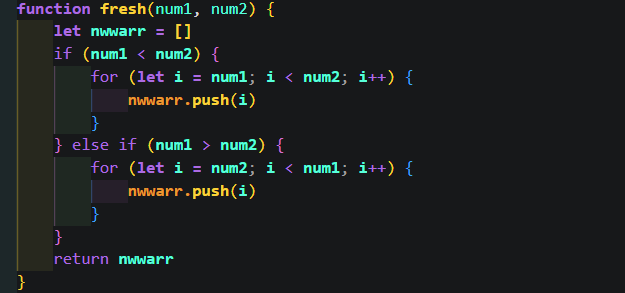 function fresh(num1, num2) {
let nwwarr = []
if (num1 < num2) {
for (let i = num1; i < num2; i++) {
nwwarr.push(i)
}
} else if (num1 > num2) {
for (let i = num2; i < num1; i++) {
nwwarr.push(i)
}
}
return nwwarr
}